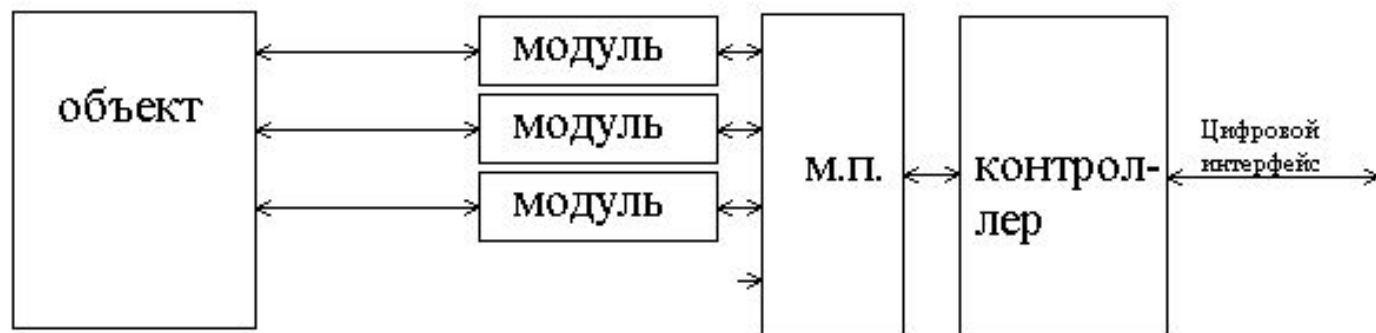 объект
модуль
модуль
модуль
м.п.
контрол-
лер
Цифровой
интерфейс